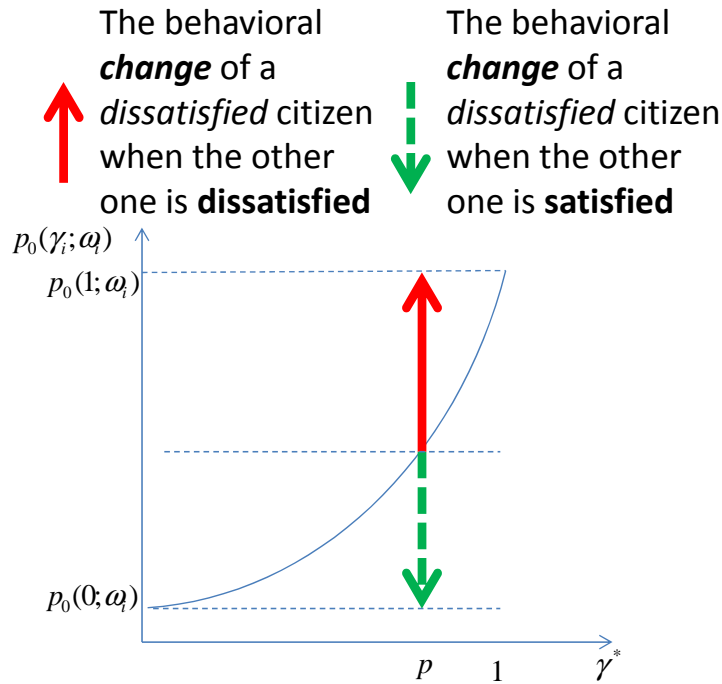 The behavioral
change of a
dissatisfied citizen
when the other
one is dissatisfied
The behavioral
change of a
dissatisfied citizen
when the other
one is satisfied
p₀(γᵢ;ωᵢ)
p₀(1;ωᵢ)
p₀(0;ωᵢ)
p
1
γ*